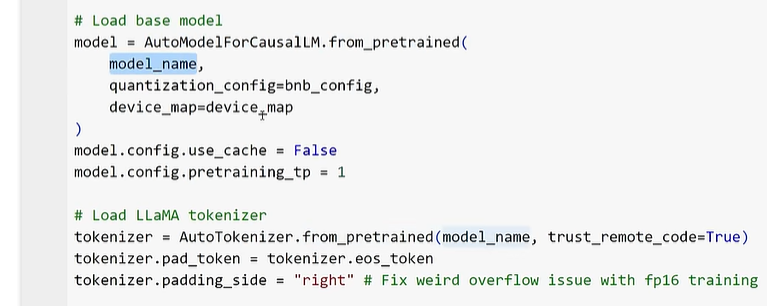 # Load base model
model = AutoModelForCausalLM.from_pretrained(
    model_name,
    quantization_config=bnb_config,
    device_map=device_map
)
model.config.use_cache = False
model.config.pretraining_tp = 1

# Load LLaMA tokenizer
tokenizer = AutoTokenizer.from_pretrained(model_name, trust_remote_code=True)
tokenizer.pad_token = tokenizer.eos_token
tokenizer.padding_side = "right" # Fix weird overflow issue with fp16 training